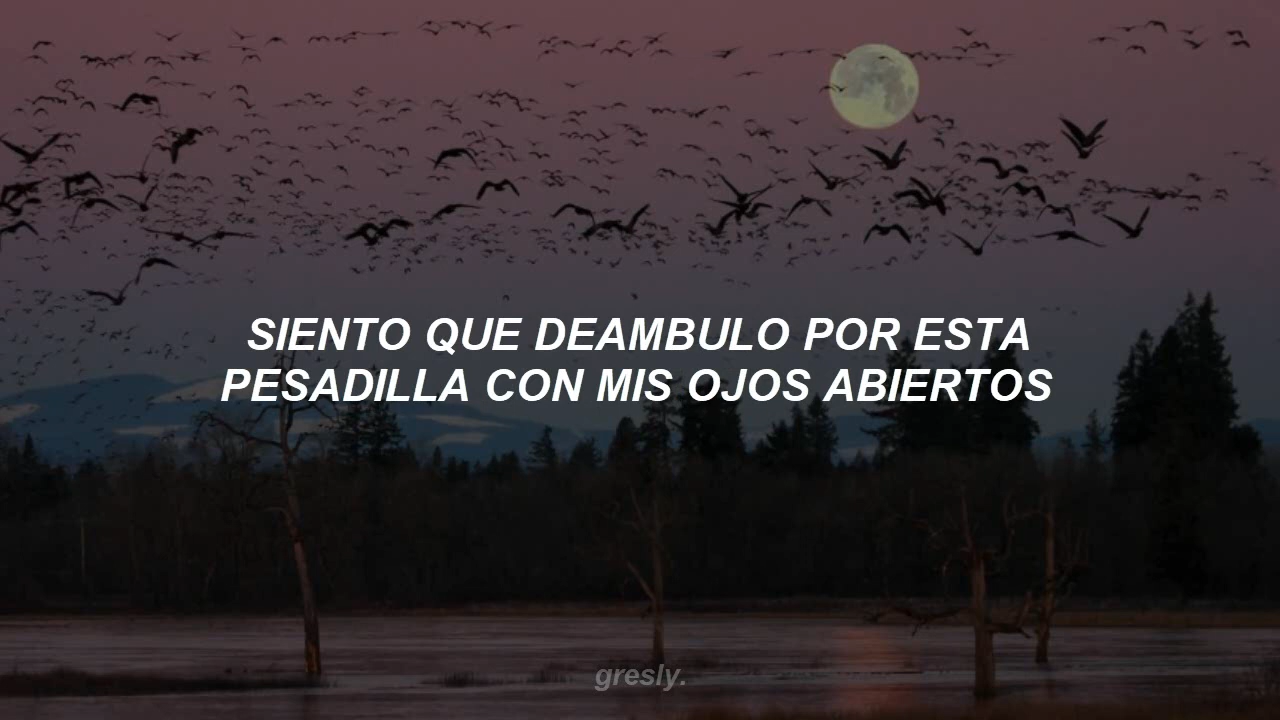 SIENTO QUE DEAMBULO POR ESTA
PESADILLA CON MIS OJOS ABIERTOS
gresly.